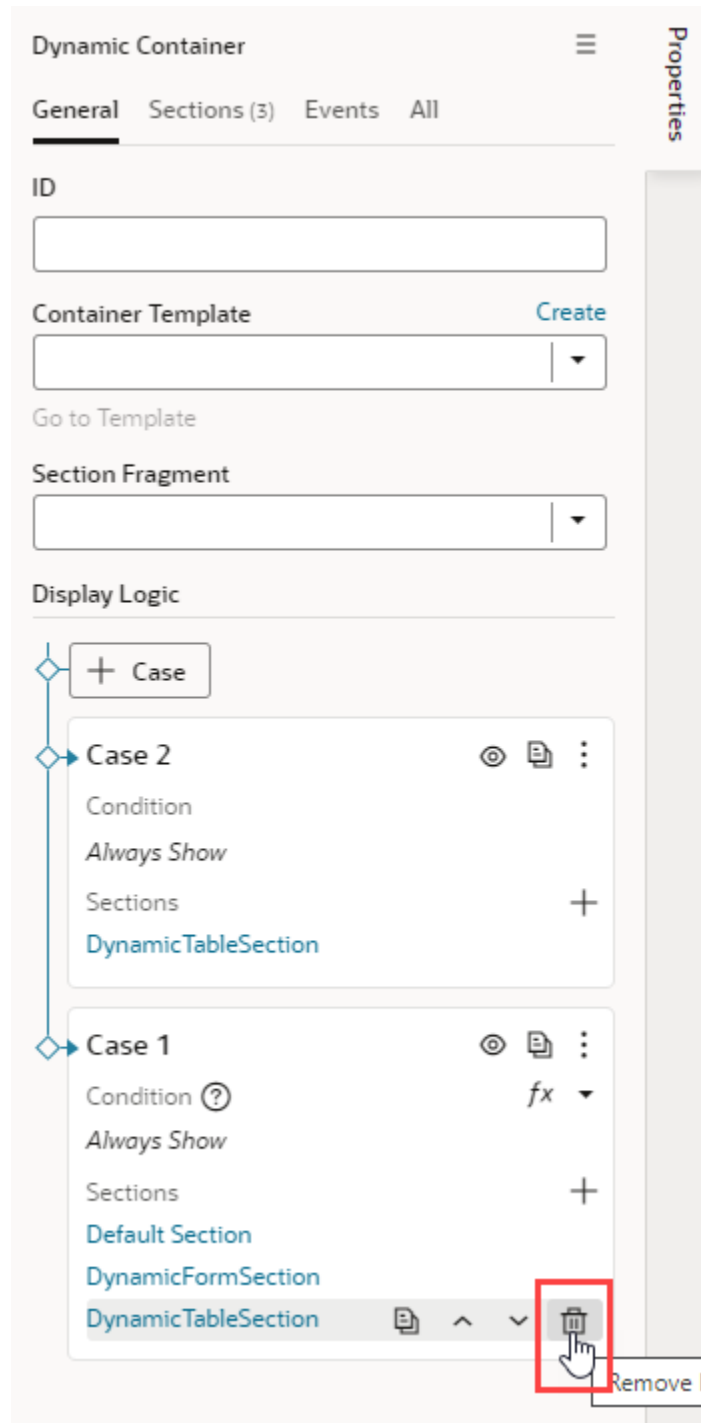 Dynamic Container
Properties
General Sections (3) Events All
ID
Container Template Create
Go to Template
Section Fragment
Display Logic
+ Case
Case 2
Condition
Always Show
Sections
DynamicTableSection
Case 1
Condition ?
fx
Always Show
Sections
Default Section
DynamicFormSection
DynamicTableSection
Remove